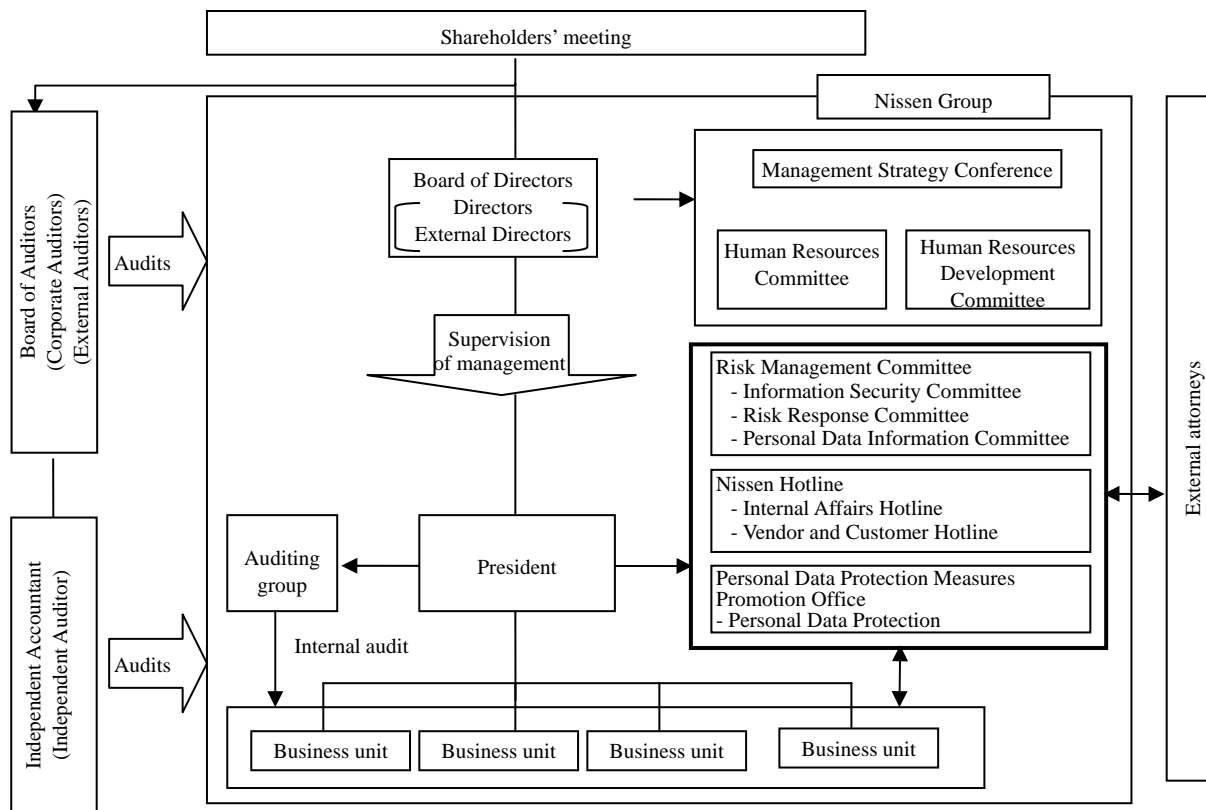 Shareholders’ meeting
Nissen Group
Board of Auditors
(Corporate Auditors)
(External Auditors)
Audits
Board of Directors
Directors
External Directors
Management Strategy Conference
Human Resources
Committee
Human Resources
Development
Committee
Supervision
of management
Risk Management Committee
- Information Security Committee
- Risk Response Committee
- Personal Data Information Committee
Nissen Hotline
- Internal Affairs Hotline
- Vendor and Customer Hotline
Personal Data Protection Measures
Promotion Office
- Personal Data Protection
External attorneys
Auditing
group
President
Internal audit
Independent Accountant
(Independent Auditor)
Audits
Business unit
Business unit
Business unit
Business unit